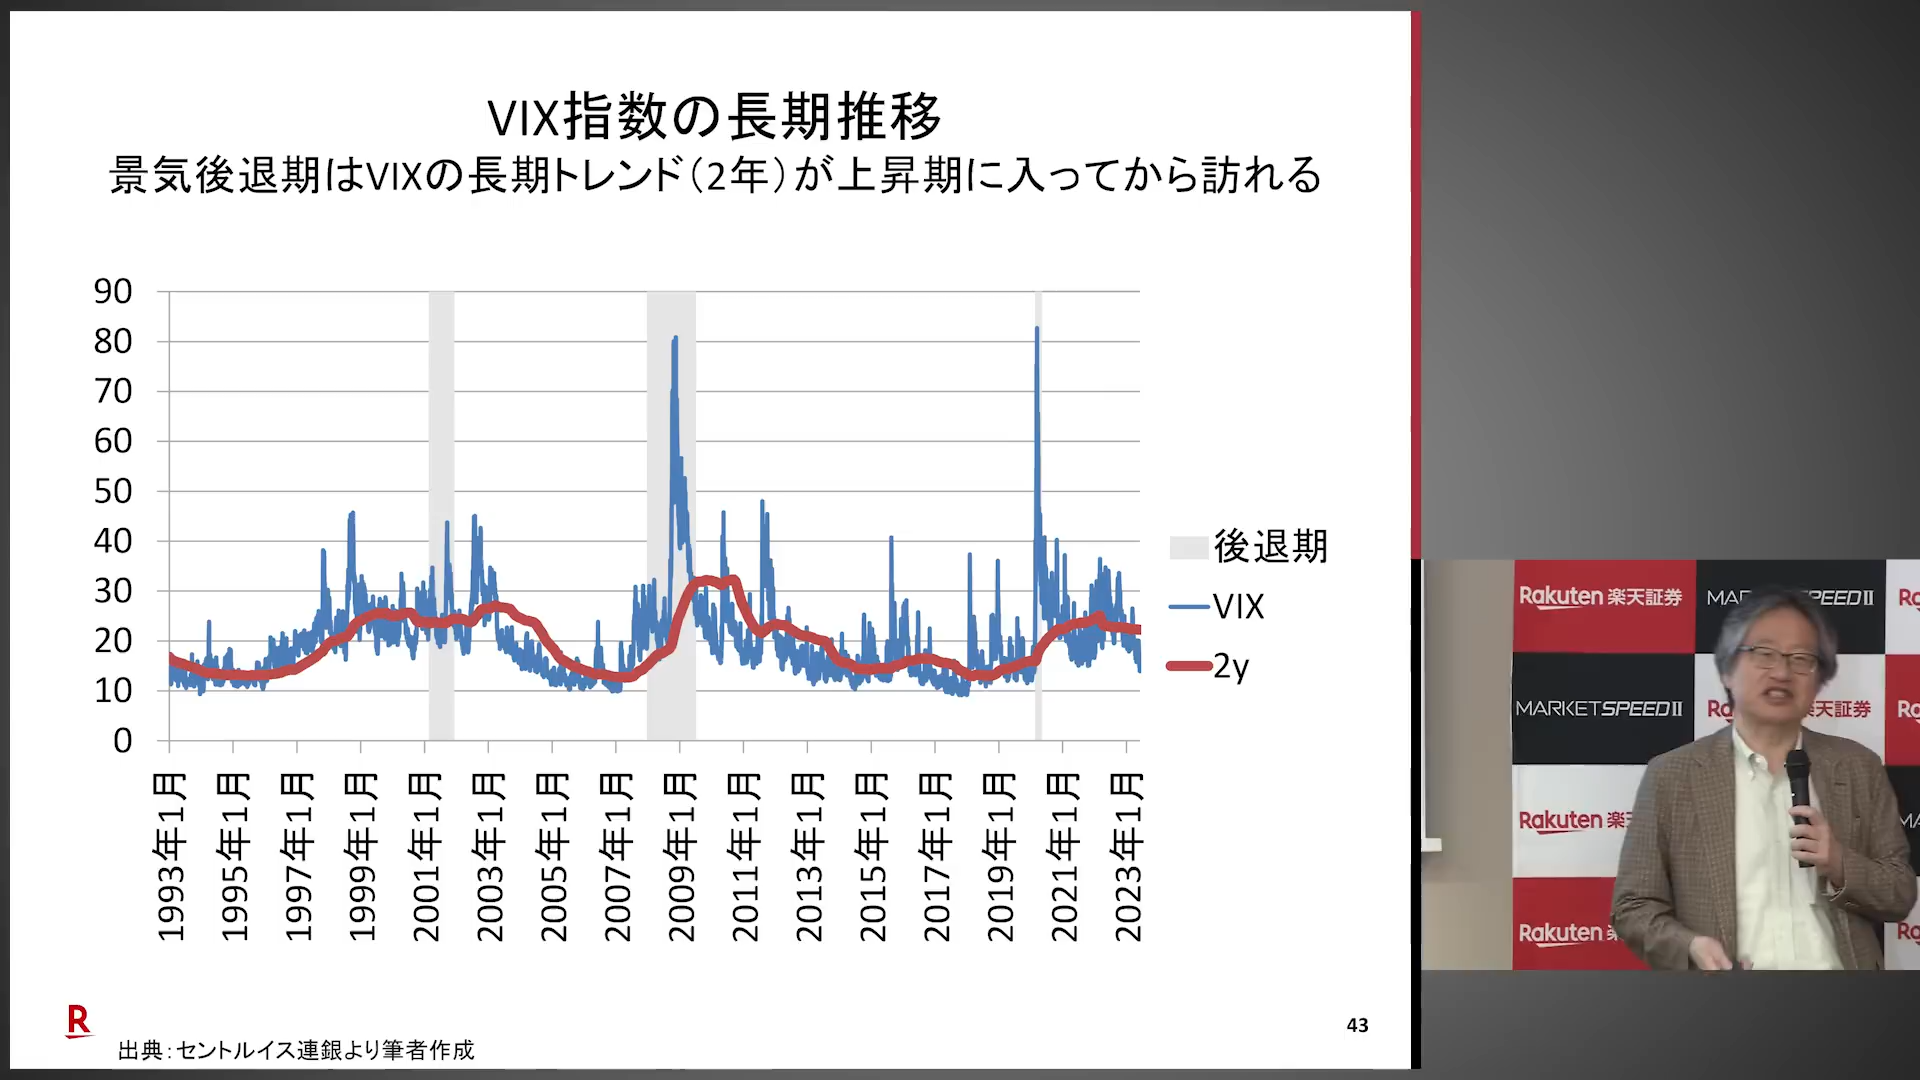 VIX指数の長期推移
景気後退期はVIXの長期トレンド（2年）が上昇期に入ってから訪れる
90
80
70
60
50
40
30
20
10
0
1993年1月
1995年1月
1997年1月
1999年1月
2001年1月
2003年1月
2005年1月
2007年1月
2009年1月
2011年1月
2013年1月
2015年1月
2017年1月
2019年1月
2021年1月
2023年1月
後退期
VIX
2y
R
出典：セントルイス連銀より筆者作成
43
Rakuten 楽天証券
MARKETSPEEDⅡ
Rakuten
Rakuten